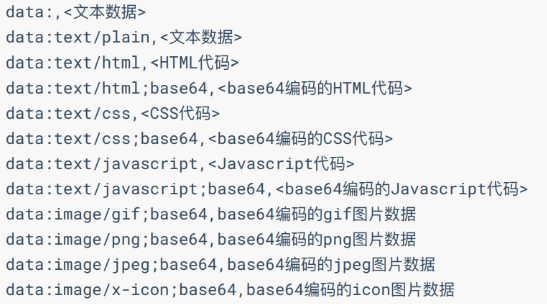 data:,<文本数据>
data:text/plain,<文本数据>
data:text/html,<HTML代码>
data:text/html;base64,<base64编码的HTML代码>
data:text/css,<CSS代码>
data:text/css;base64,<base64编码的CSS代码>
data:text/javascript,<Javascript代码>
data:text/javascript;base64,<base64编码的Javascript代码>
data:image/gif;base64,base64编码的gif图片数据
data:image/png;base64,base64编码的png图片数据
data:image/jpeg;base64,base64编码的jpeg图片数据
data:image/x-icon;base64,base64编码的icon图片数据